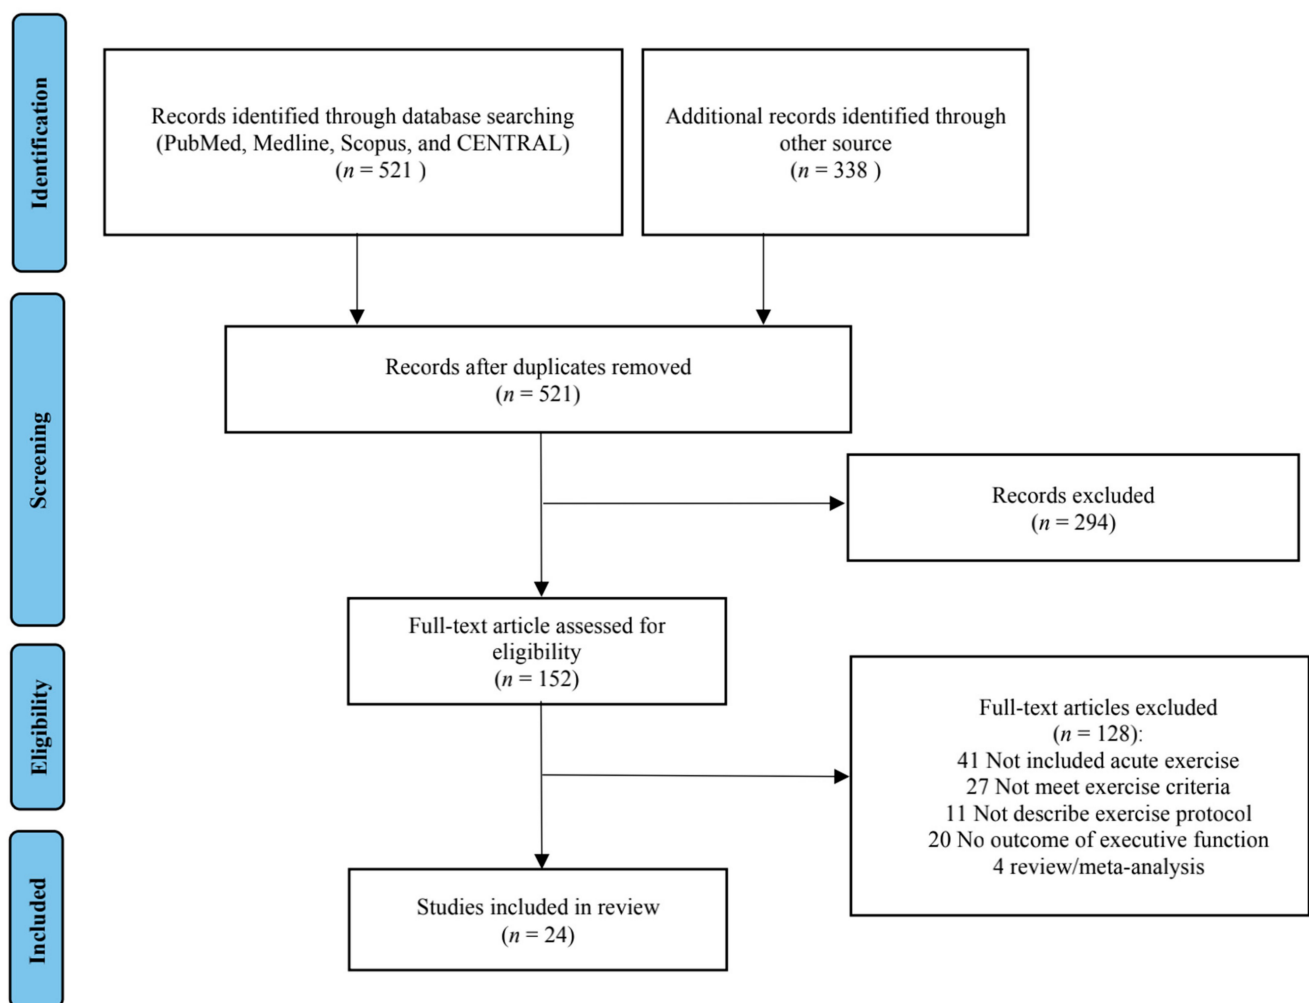 Identification
Records identified through database searching
(PubMed, Medline, Scopus, and CENTRAL)
(n = 521 )
Additional records identified through
other source
(n = 338 )
Screening
Records after duplicates removed
(n = 521)
Records excluded
(n = 294)
Full-text article assessed for
eligibility
(n = 152)
Eligibility
Full-text articles excluded
(n = 128):
41 Not included acute exercise
27 Not meet exercise criteria
11 Not describe exercise protocol
20 No outcome of executive function
4 review/meta-analysis
Included
Studies included in review
(n = 24)